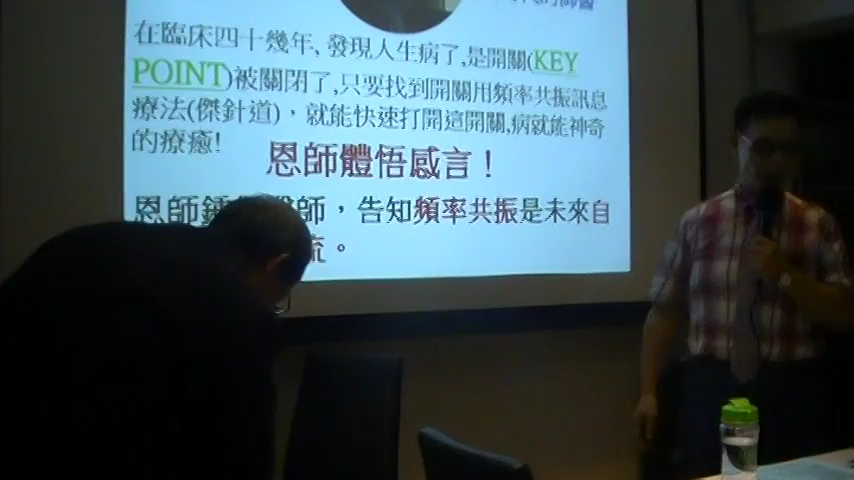 在臨床四十幾年, 發現人生病了,是開關(KEY
POINT)被關閉了,只要找到開關用頻率共振訊息
療法(傑針道)，就能快速打開這開關,病就能神奇
的療癒!
恩師體悟感言！
恩師鍾 師，告知頻率共振是未來自
流。